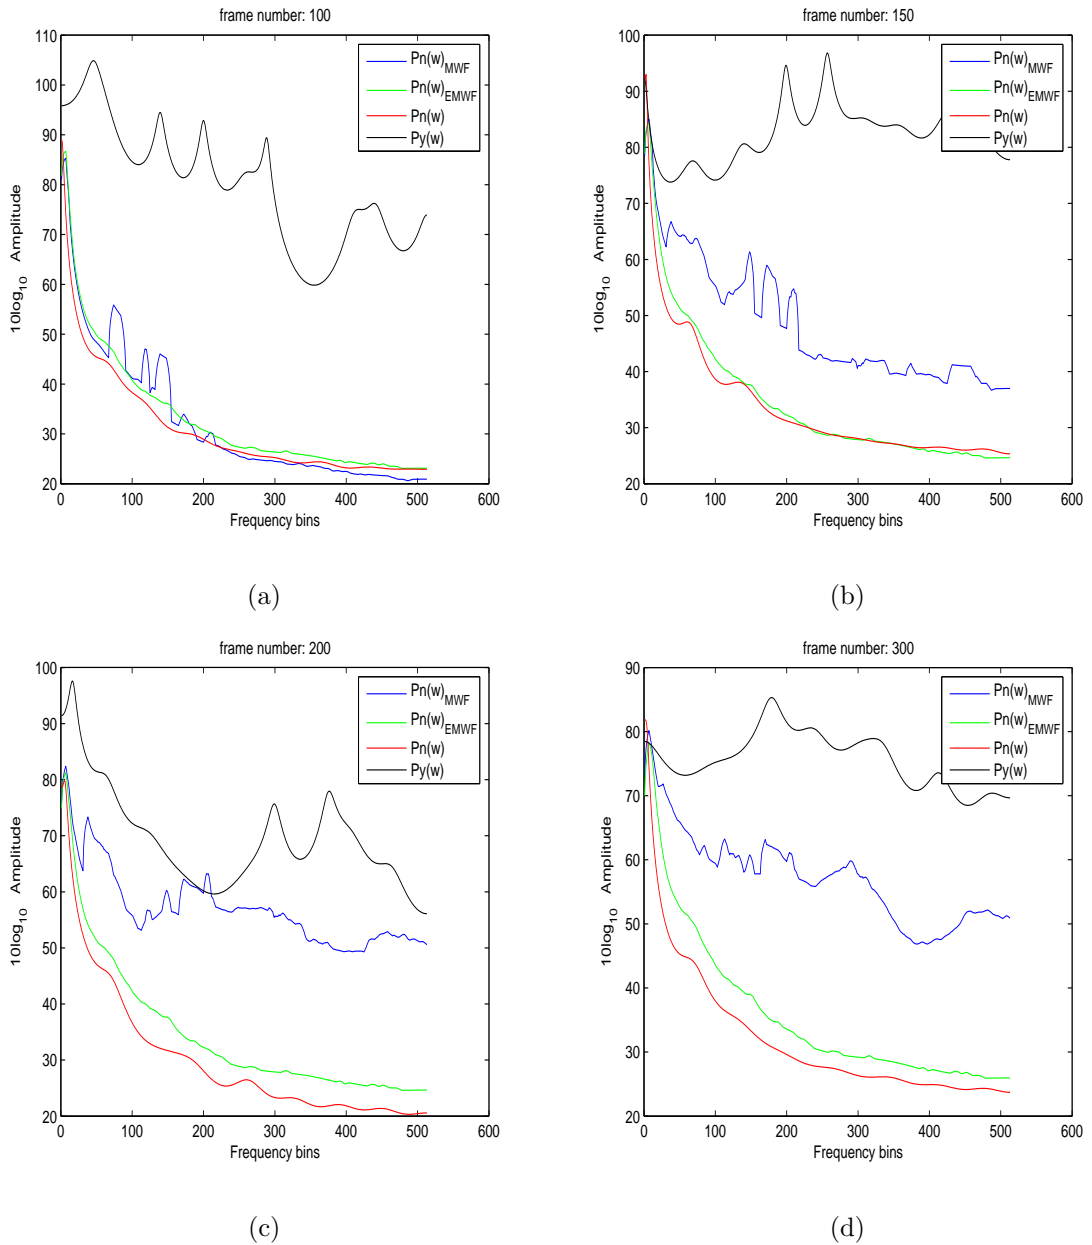 frame number: 100
110
100
90
80
70
60
50
40
30
20
0 100 200 300 400 500 600
10log10 Amplitude
Frequency bins
Pn(w)MWF
Pn(w)EMWF
Pn(w)
Py(w)
(a)
frame number: 150
100
90
80
70
60
50
40
30
20
0 100 200 300 400 500 600
10log10 Amplitude
Frequency bins
Pn(w)MWF
Pn(w)EMWF
Pn(w)
Py(w)
(b)
frame number: 200
100
90
80
70
60
50
40
30
20
0 100 200 300 400 500 600
10log10 Amplitude
Frequency bins
Pn(w)MWF
Pn(w)EMWF
Pn(w)
Py(w)
(c)
frame number: 300
90
80
70
60
50
40
30
20
0 100 200 300 400 500 600
10log10 Amplitude
Frequency bins
Pn(w)MWF
Pn(w)EMWF
Pn(w)
Py(w)
(d)